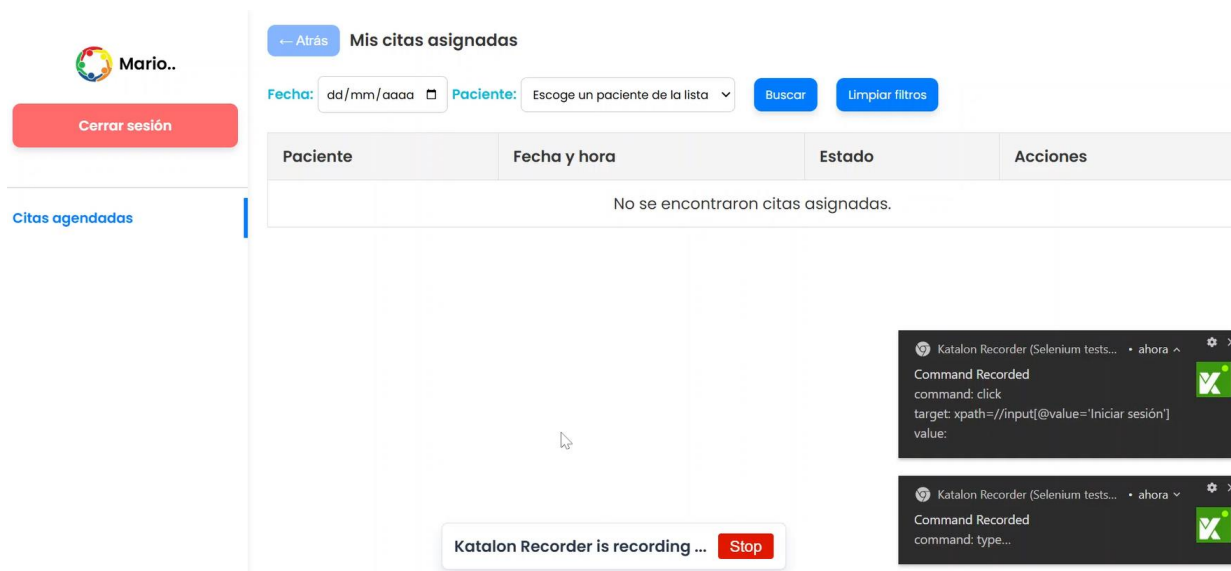 Mario..
Cerrar sesión
Citas agendadas
← Atrás Mis citas asignadas
Fecha: dd/mm/aaaa Paciente: Escoge un paciente de la lista Buscar Limpiar filtros
Paciente Fecha y hora Estado Acciones
No se encontraron citas asignadas.
Katalon Recorder (Selenium tests... • ahora
Command Recorded
command: click
target: xpath=//input[@value='Iniciar sesión']
value:
Katalon Recorder (Selenium tests... • ahora
Command Recorded
command: type...
Katalon Recorder is recording ... Stop